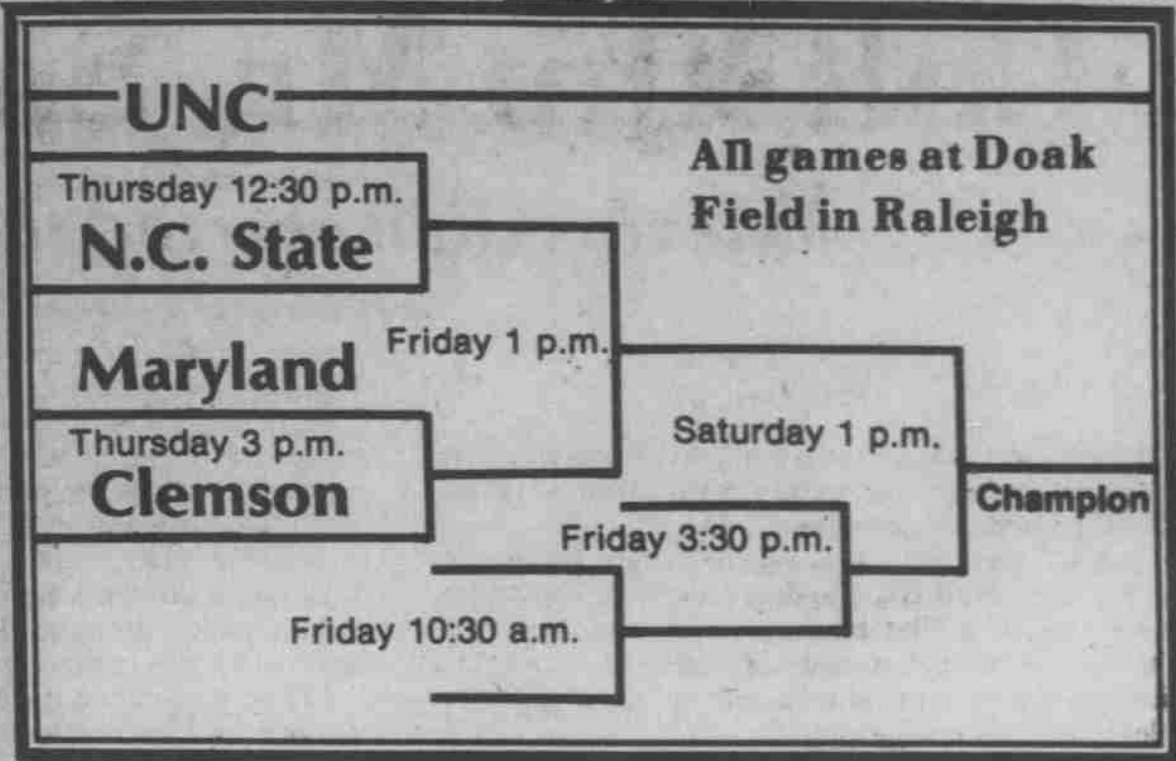 UNC
All games at Doak
Field in Raleigh
Thursday 12:30 p.m.
N.C. State
Maryland
Friday 1 p.m.
Thursday 3 p.m.
Clemson
Saturday 1 p.m.
Champion
Friday 3:30 p.m.
Friday 10:30 a.m.